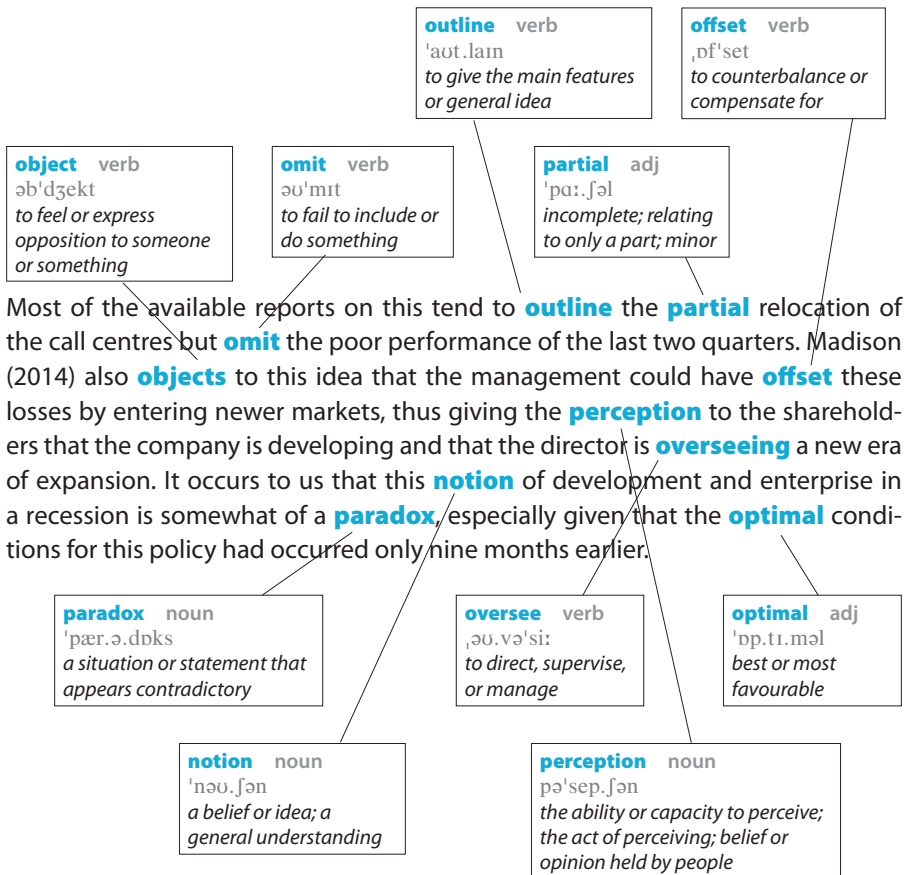 outline verb
ˈaʊt.laɪn
to give the main features
or general idea
offset verb
ˌɒfˈset
to counterbalance or
compensate for
object verb
əbˈdʒekt
to feel or express
opposition to someone
or something
omit verb
əʊˈmɪt
to fail to include or
do something
partial adj
ˈpɑː.ʃəl
incomplete; relating
to only a part; minor
Most of the available reports on this tend to outline the partial relocation of
the call centres but omit the poor performance of the last two quarters. Madison
(2014) also objects to this idea that the management could have offset these
losses by entering newer markets, thus giving the perception to the sharehold-
ers that the company is developing and that the director is overseeing a new era
of expansion. It occurs to us that this notion of development and enterprise in
a recession is somewhat of a paradox, especially given that the optimal condi-
tions for this policy had occurred only nine months earlier.
paradox noun
ˈpær.ə.dɒks
a situation or statement that
appears contradictory
oversee verb
ˌəʊ.vəˈsiː
to direct, supervise,
or manage
optimal adj
ˈɒp.tɪ.məl
best or most
favourable
notion noun
ˈnəʊ.ʃən
a belief or idea; a
general understanding
perception noun
pəˈsep.ʃən
the ability or capacity to perceive;
the act of perceiving; belief or
opinion held by people